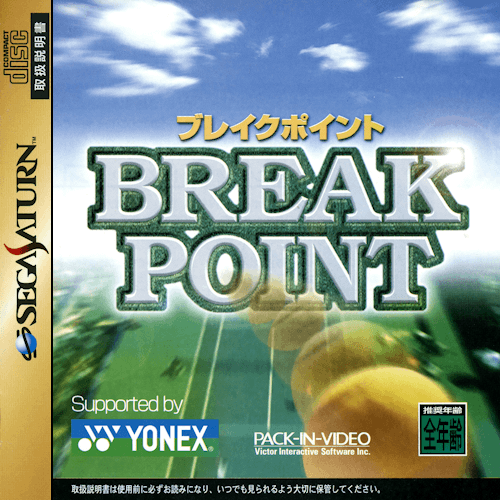 COMPACT
disc
取扱説明書
SEGA SATURN™
ブレイクポイント
BREAK
POINT
Supported by
YONEX®
PACK-IN-VIDEO
Victor Interactive Software Inc.
推奨年齢
全年齢
取扱説明書は使用前に必ずお読みになり、いつでも見られるよう大切に保管してください。